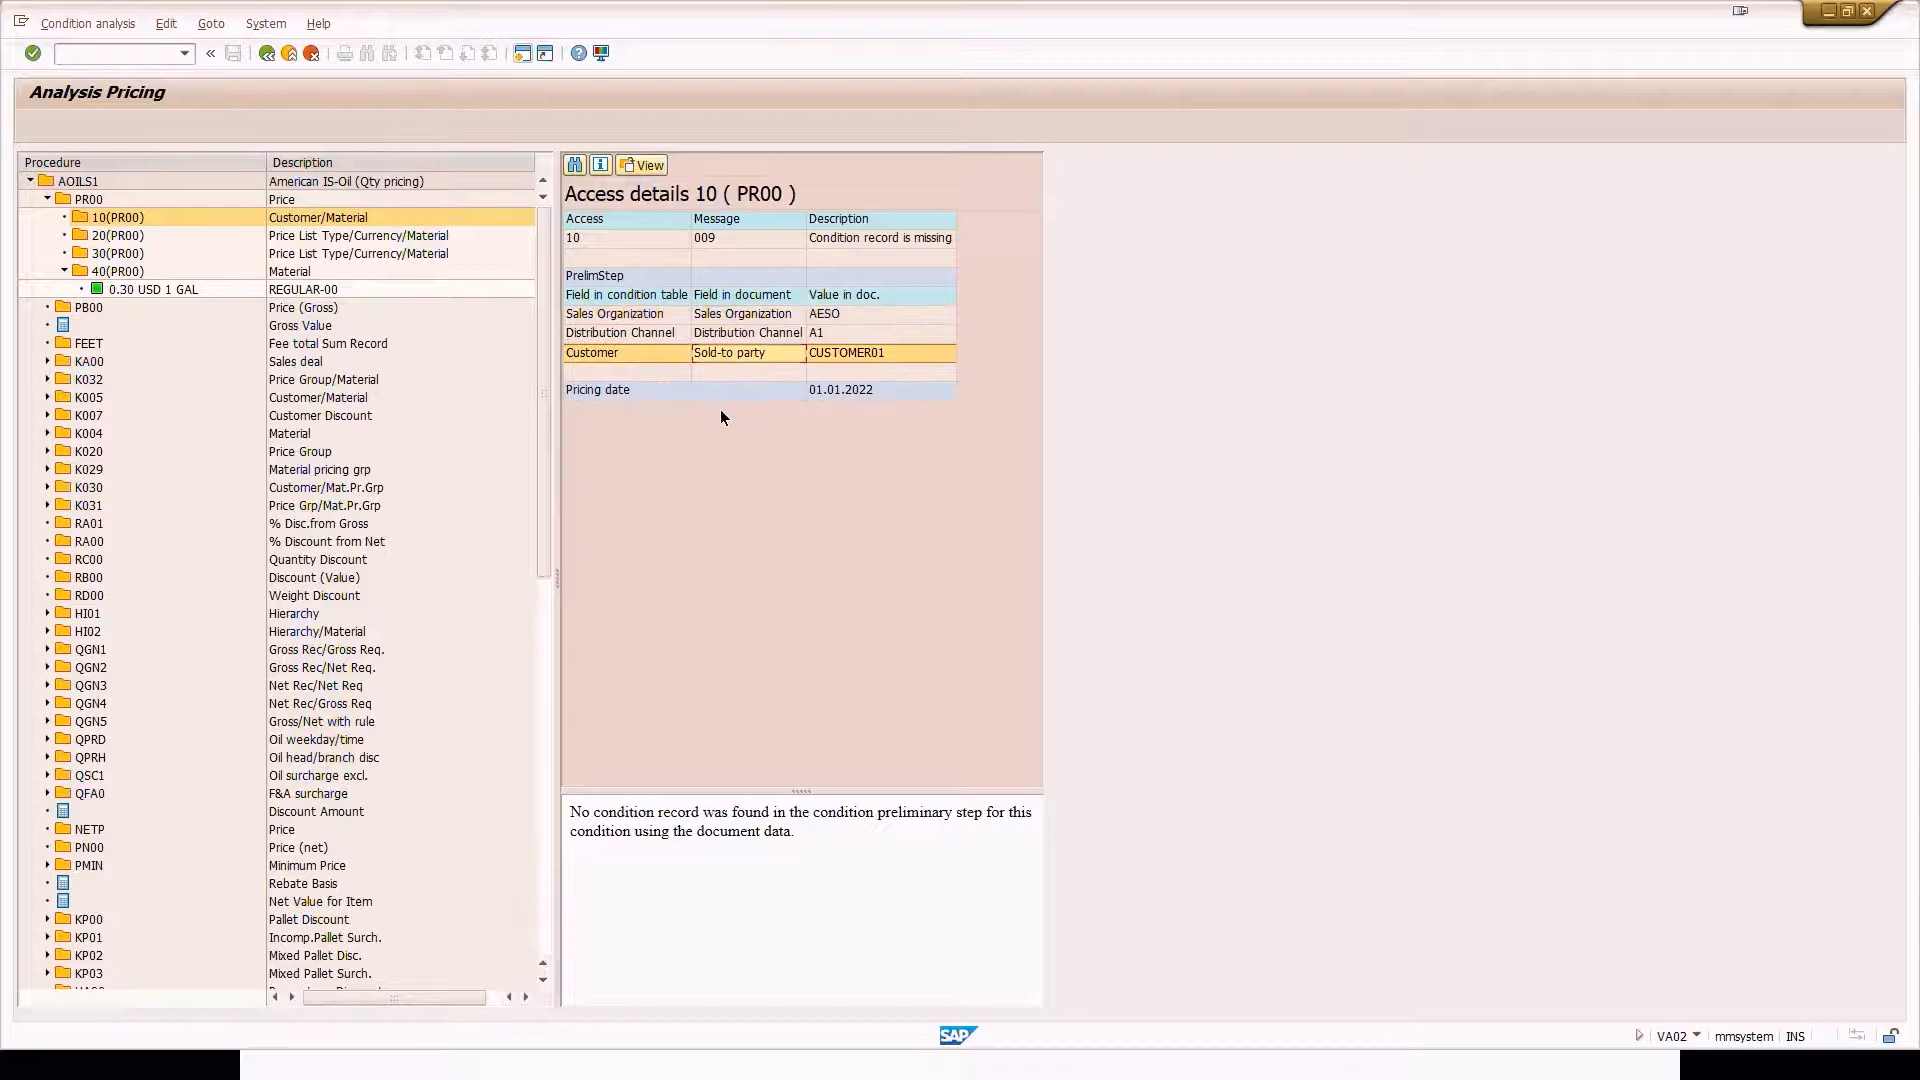 Condition analysis Edit Goto System Help
Analysis Pricing
Procedure Description
AOILS1 American IS-Oil (Qty pricing)
PR00 Price
10(PR00) Customer/Material
20(PR00) Price List Type/Currency/Material
30(PR00) Price List Type/Currency/Material
40(PR00) Material
0.30 USD 1 GAL REGULAR-00
PB00 Price (Gross)
Gross Value
FEET Fee total Sum Record
KA00 Sales deal
K032 Price Group/Material
K005 Customer/Material
K007 Customer Discount
K004 Material
K020 Price Group
K029 Material pricing grp
K030 Customer/Mat.Pr.Grp
K031 Price Grp/Mat.Pr.Grp
RA01 % Disc.from Gross
RA00 % Discount from Net
RC00 Quantity Discount
RB00 Discount (Value)
RD00 Weight Discount
HI01 Hierarchy
HI02 Hierarchy/Material
QGN1 Gross Rec/Gross Req.
QGN2 Gross Rec/Net Req.
QGN3 Net Rec/Net Req
QGN4 Net Rec/Gross Req
QGN5 Gross/Net with rule
QPRD Oil weekday/time
QPRH Oil head/branch disc
QSC1 Oil surcharge excl.
QFA0 F&A surcharge
Discount Amount
NETP Price
PN00 Price (net)
PMIN Minimum Price
Rebate Basis
Net Value for Item
KP00 Pallet Discount
KP01 Incomp.Pallet Surch.
KP02 Mixed Pallet Disc.
KP03 Mixed Pallet Surch.
View
Access details 10 ( PR00 )
Access Message Description
10 009 Condition record is missing
PrelimStep
Field in condition table Field in document Value in doc.
Sales Organization Sales Organization AESO
Distribution Channel Distribution Channel A1
Customer Sold-to party CUSTOMER01
Pricing date 01.01.2022
No condition record was found in the condition preliminary step for this
condition using the document data.
SAP
VA02 mmsystem INS